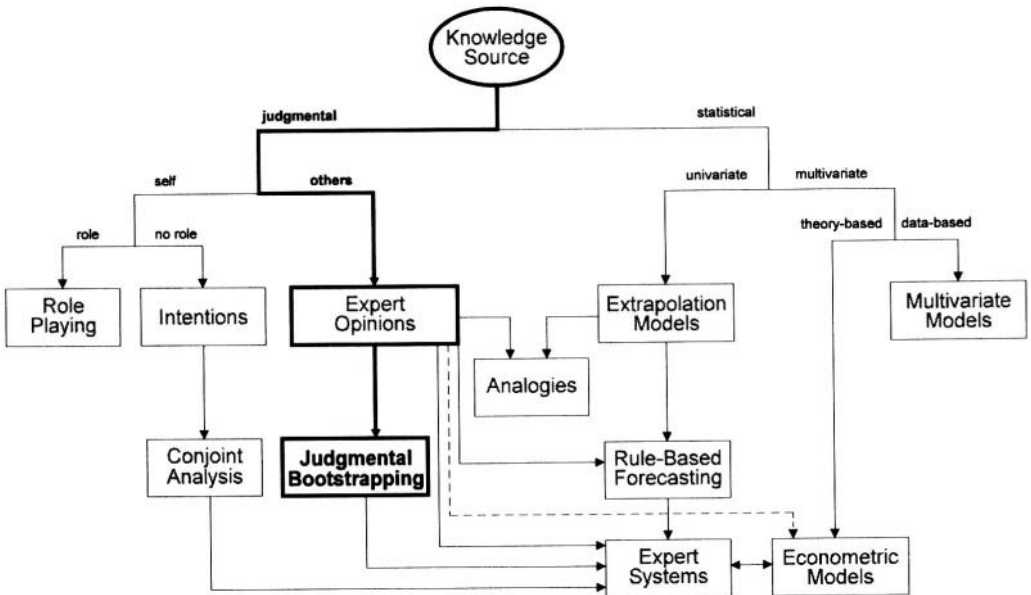 Knowledge
Source
judgmental
statistical
self
others
univariate
multivariate
role
no role
theory-based
data-based
Role
Playing
Intentions
Expert
Opinions
Extrapolation
Models
Multivariate
Models
Analogies
Conjoint
Analysis
Judgmental
Bootstrapping
Rule-Based
Forecasting
Expert
Systems
Econometric
Models